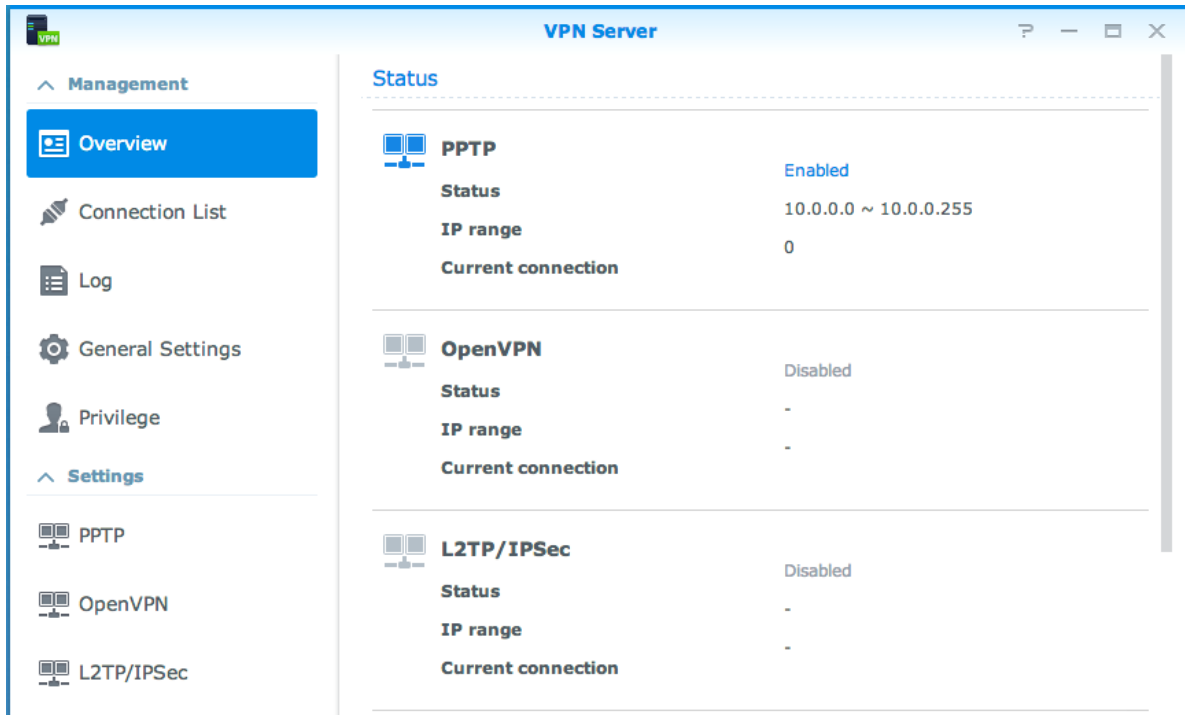 VPN
VPN Server
Management
Overview
Connection List
Log
General Settings
Privilege
Settings
PPTP
OpenVPN
L2TP/IPSec
Status
PPTP
Status
Enabled
IP range
10.0.0.0 ~ 10.0.0.255
Current connection
0
OpenVPN
Status
Disabled
IP range
-
Current connection
-
L2TP/IPSec
Status
Disabled
IP range
-
Current connection
-